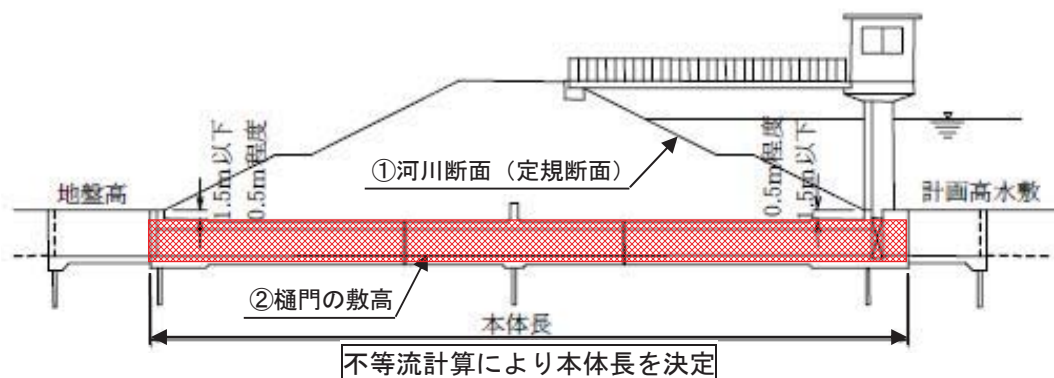 ①河川断面（定規断面）
地盤高
1.5m以下
0.5m程度
0.5m程度
1.5m以下
計画高水敷
②樋門の敷高
本体長
不等流計算により本体長を決定